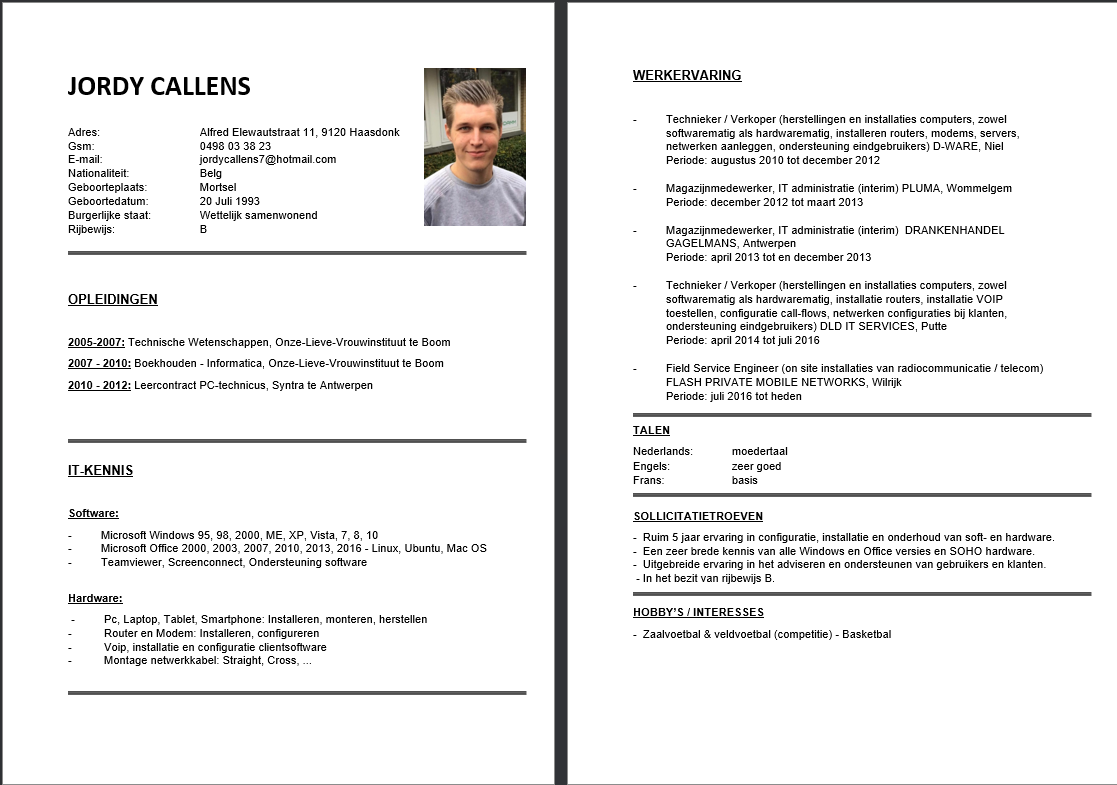 JORDY CALLENS
Adres: Alfred Elewautstraat 11, 9120 Haasdonk
Gsm: 0498 03 38 23
E-mail: jordycallens7@hotmail.com
Nationaliteit: Belg
Geboorteplaats: Mortsel
Geboortedatum: 20 Juli 1993
Burgerlijke staat: Wettelijk samenwonend
Rijbewijs: B
OPLEIDINGEN
2005-2007: Technische Wetenschappen, Onze-Lieve-Vrouwinstituut te Boom
2007 - 2010: Boekhouden - Informatica, Onze-Lieve-Vrouwinstituut te Boom
2010 - 2012: Leercontract PC-technicus, Syntra te Antwerpen
IT-KENNIS
Software:
- Microsoft Windows 95, 98, 2000, ME, XP, Vista, 7, 8, 10
- Microsoft Office 2000, 2003, 2007, 2010, 2013, 2016 - Linux, Ubuntu, Mac OS
- Teamviewer, Screenconnect, Ondersteuning software
Hardware:
- Pc, Laptop, Tablet, Smartphone: Installeren, monteren, herstellen
- Router en Modem: Installeren, configureren
- Voip, installatie en configuratie clientsoftware
- Montage netwerkkabel: Straight, Cross, ...
WERKERVARING
- Technieker / Verkoper (herstellingen en installaties computers, zowel
softwarematig als hardwarematig, installeren routers, modems, servers,
netwerken aanleggen, ondersteuning eindgebruikers) D-WARE, Niel
Periode: augustus 2010 tot december 2012
- Magazijnmedewerker, IT administratie (interim) PLUMA, Wommelgem
Periode: december 2012 tot maart 2013
- Magazijnmedewerker, IT administratie (interim) DRANKENHANDEL
GAGELMANS, Antwerpen
Periode: april 2013 tot en december 2013
- Technieker / Verkoper (herstellingen en installaties computers, zowel
softwarematig als hardwarematig, installatie routers, installatie VOIP
toestellen, configuratie call-flows, netwerken configuraties bij klanten,
ondersteuning eindgebruikers) DLD IT SERVICES, Putte
Periode: april 2014 tot juli 2016
- Field Service Engineer (on site installaties van radiocommunicatie / telecom)
FLASH PRIVATE MOBILE NETWORKS, Wilrijk
Periode: juli 2016 tot heden
TALEN
Nederlands: moedertaal
Engels: zeer goed
Frans: basis
SOLLICITATIETROEVEN
- Ruim 5 jaar ervaring in configuratie, installatie en onderhoud van soft- en hardware.
- Een zeer brede kennis van alle Windows en Office versies en SOHO hardware.
- Uitgebreide ervaring in het adviseren en ondersteunen van gebruikers en klanten.
- In het bezit van rijbewijs B.
HOBBY'S / INTERESSES
- Zaalvoetbal & veldvoetbal (competitie) - Basketbal